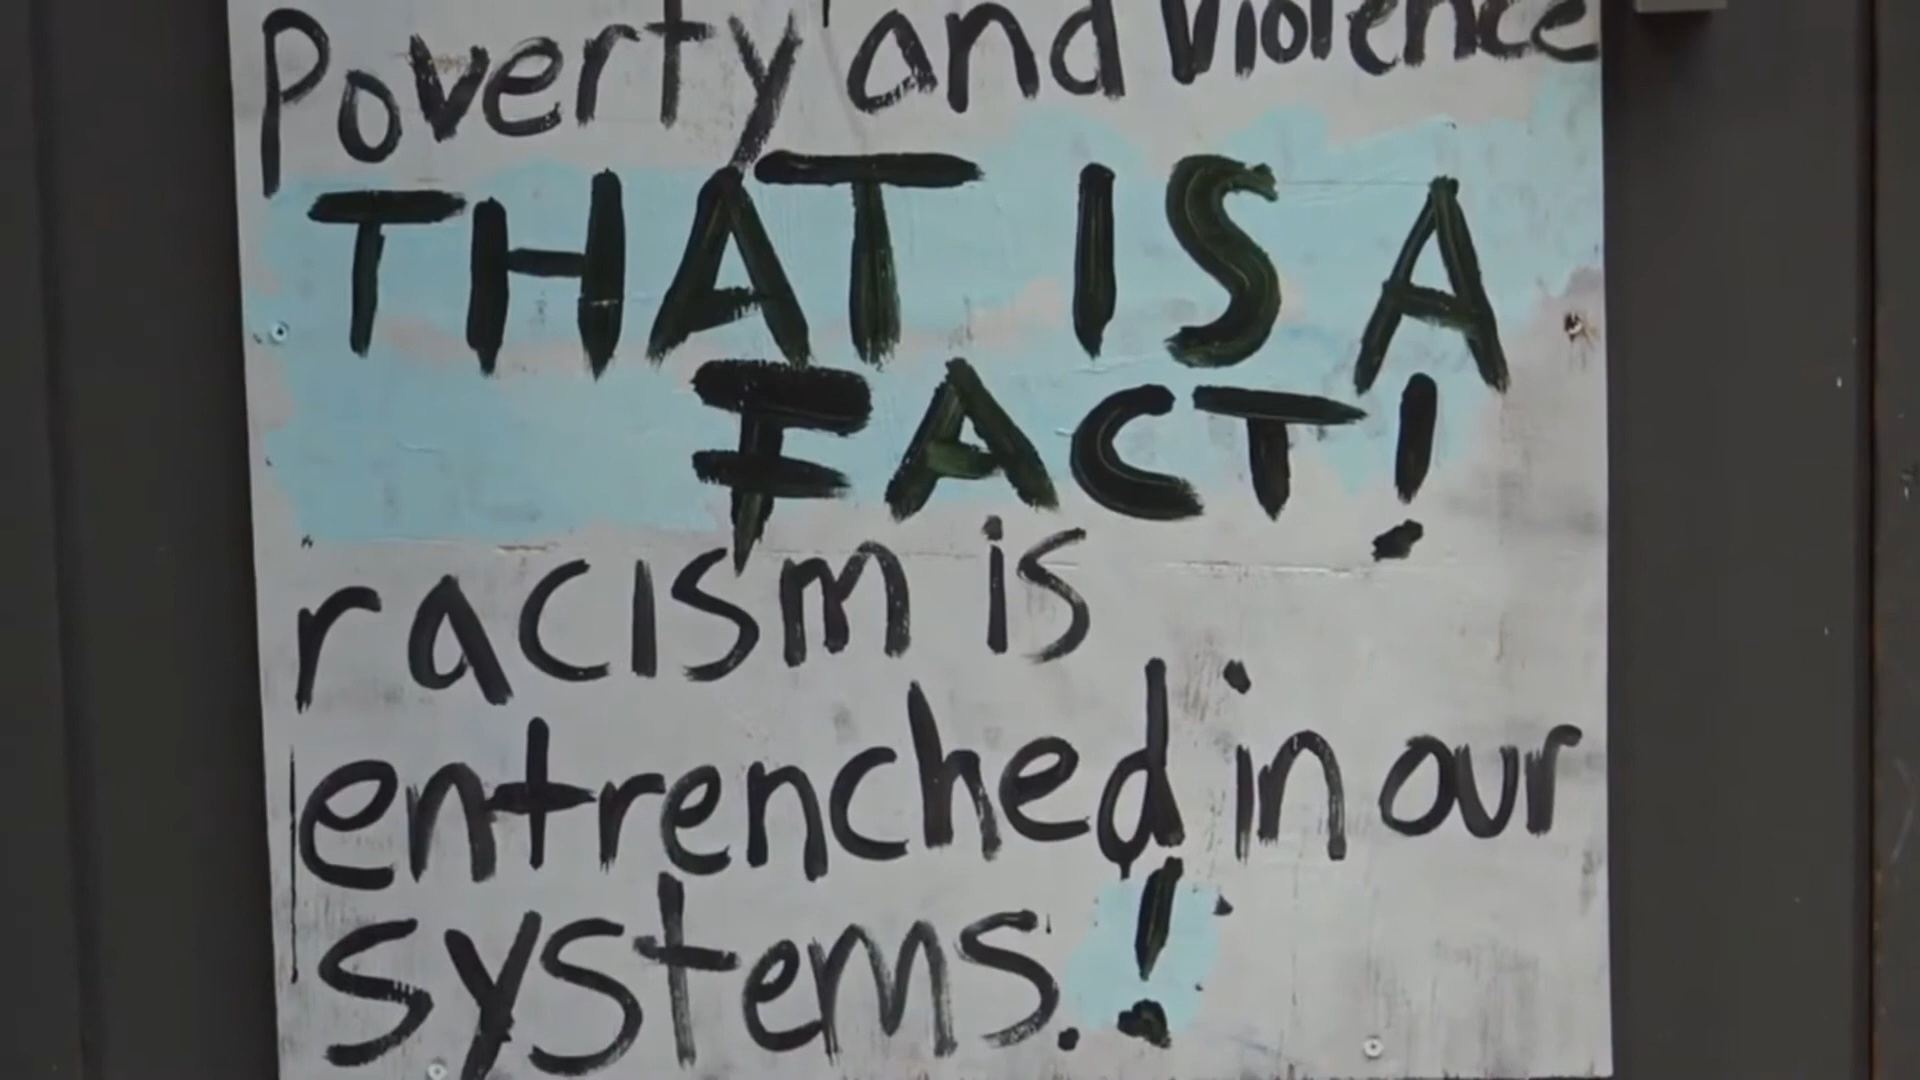 Poverty and Violence
THAT IS A
FACT!
racism is
entrenched in our
systems.!